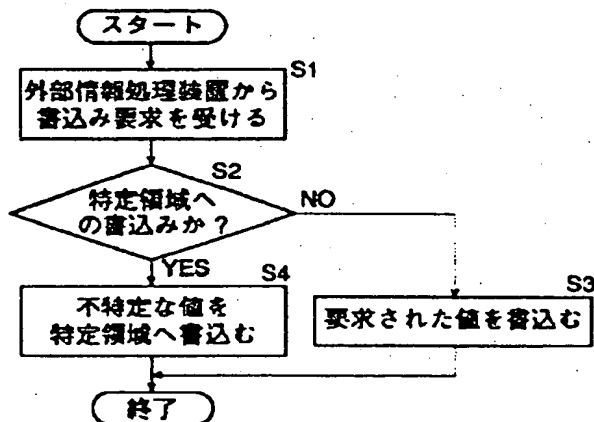 スタート
S1
外部情報処理装置から
書込み要求を受ける
S2
特定領域へ
の書込みか?
NO
YES
S4
不特定な値を
特定領域へ書込む
S3
要求された値を書込む
終了